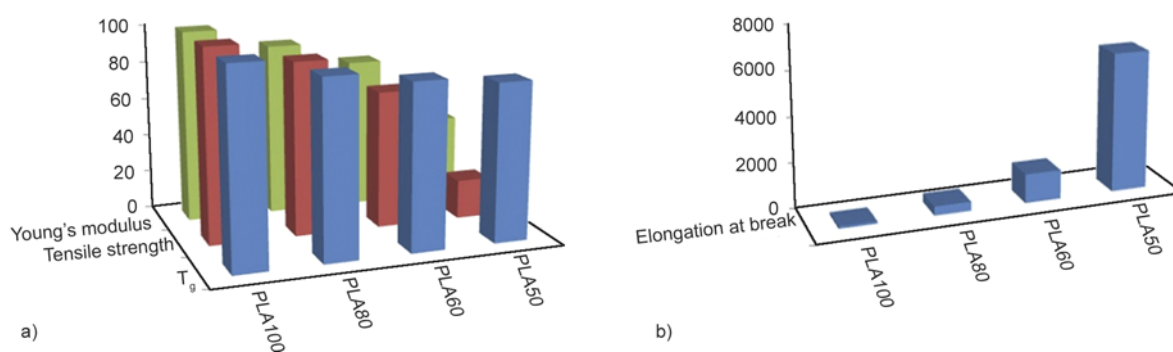 100
80
60
40
20
0
Young's modulus
Tensile strength
Tg
PLA100
PLA80
PLA60
PLA50
a)
8000
6000
4000
2000
0
Elongation at break
PLA100
PLA80
PLA60
PLA50
b)